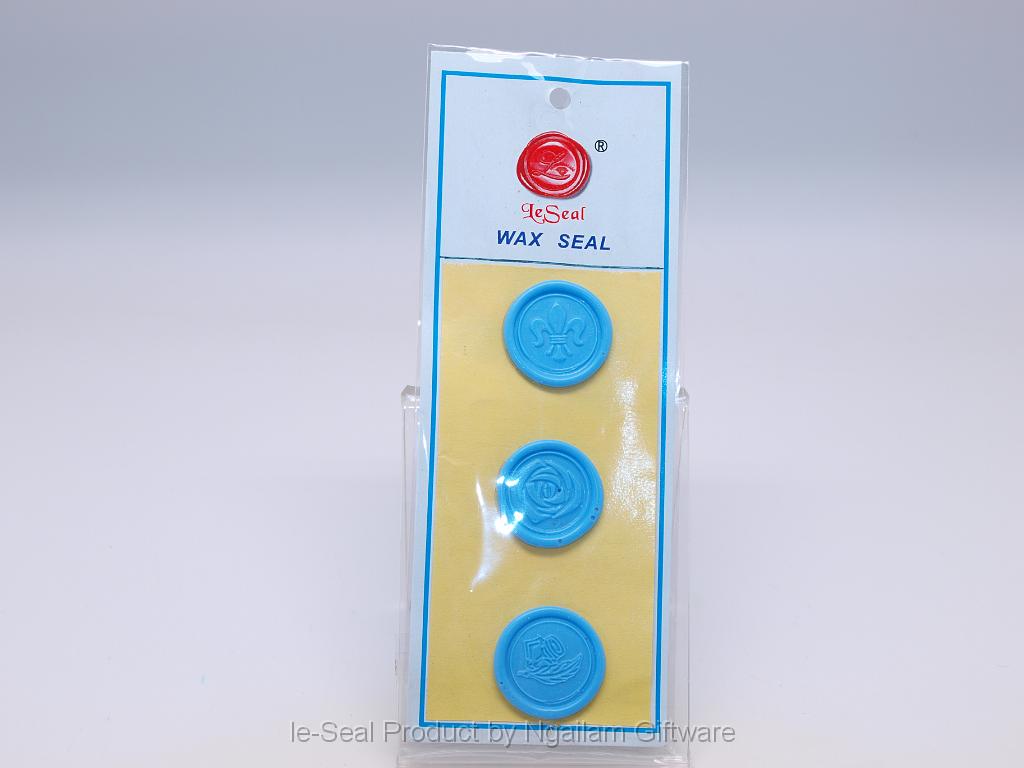 ®
LeSeal
WAX SEAL
le-Seal Product by Ngailam Giftware